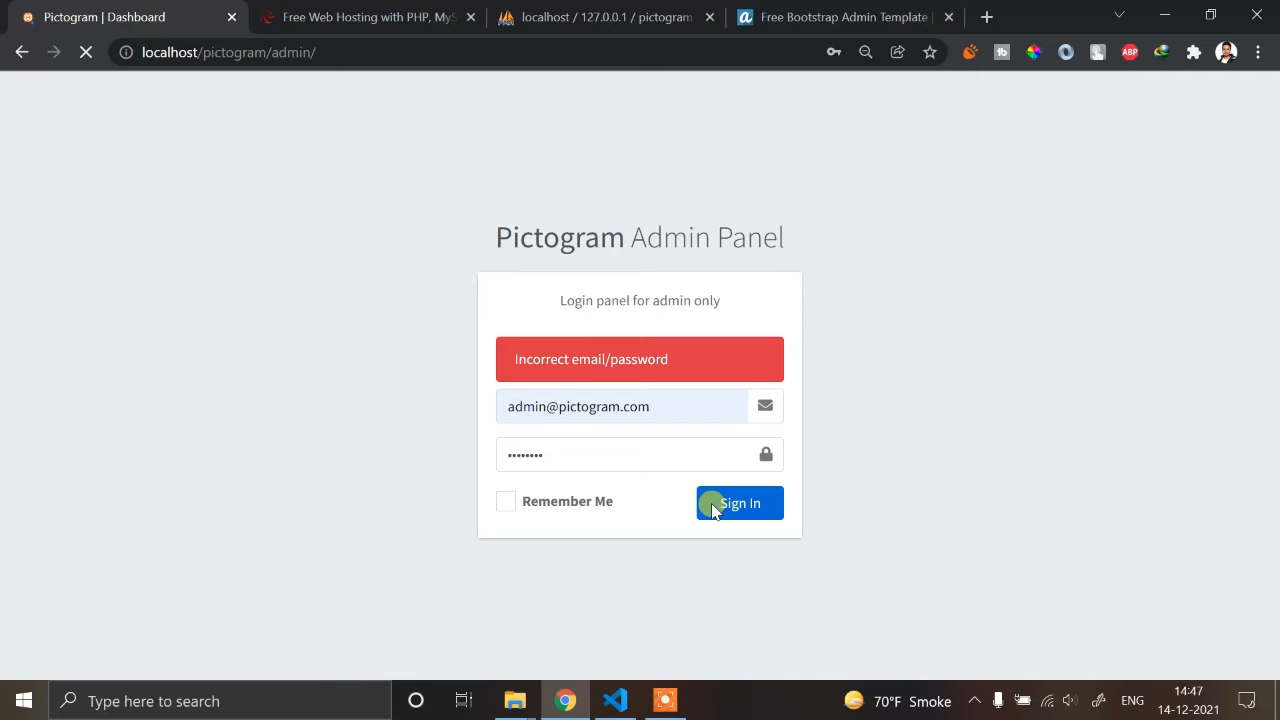 Pictogram | Dashboard
Free Web Hosting with PHP, MyS
localhost / 127.0.0.1 / pictogram
Free Bootstrap Admin Template |
localhost/pictogram/admin/
Pictogram Admin Panel
Login panel for admin only
Incorrect email/password
admin@pictogram.com
••••••••
Remember Me
Sign In
Type here to search
70°F Smoke
ENG
14:47
14-12-2021
tb
ABP